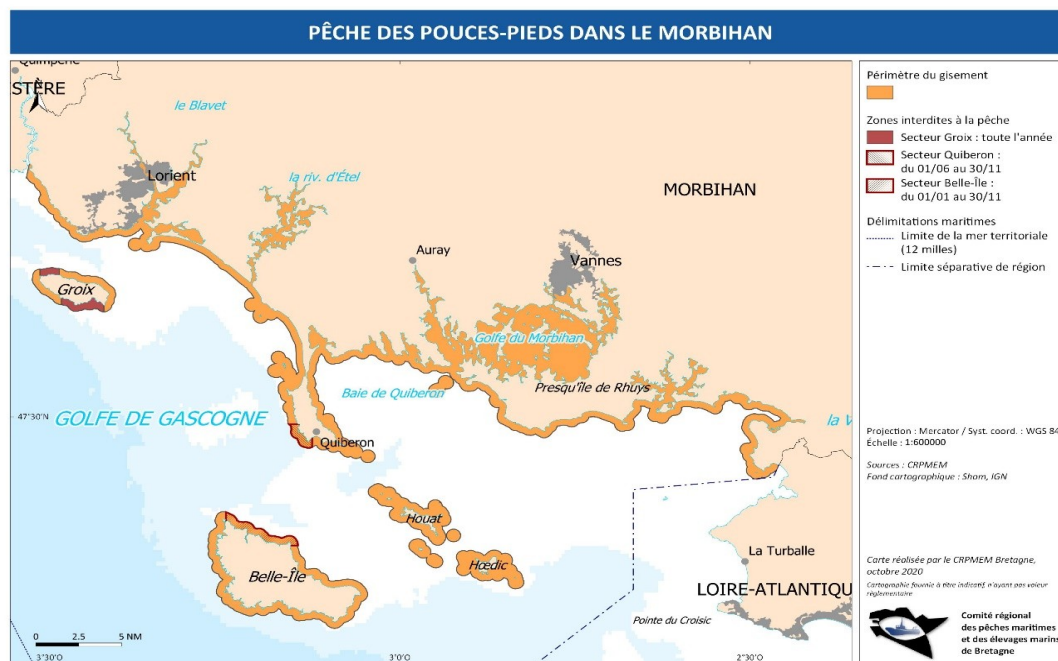 PÊCHE DES POUCES-PIEDS DANS LE MORBIHAN
Quimperlé
STÈRE
le Blavet
Lorient
la riv. d'Étel
MORBIHAN
Auray
Vannes
Groix
Golfe du Morbihan
Presqu'île de Rhuys
Baie de Quiberon
47°30'N
GOLFE DE GASCOGNE
la V
Quiberon
Houat
Hœdic
Belle-Île
La Turballe
LOIRE-ATLANTIQU
Pointe du Croisic
0 2.5 5 NM
3°30'O
3°0'O
2°30'O
Périmètre du gisement
Zones interdites à la pêche
Secteur Groix : toute l'année
Secteur Quiberon :
du 01/06 au 30/11
Secteur Belle-Île :
du 01/01 au 30/11
Délimitations maritimes
Limite de la mer territoriale
(12 milles)
Limite séparative de région
Projection : Mercator / Syst. coord. : WGS 84
Échelle : 1:600000
Sources : CRPMEM
Fond cartographique : Shom, IGN
Carte réalisée par le CRPMEM Bretagne,
octobre 2020
Cartographie fournie à titre indicatif, n'ayant pas valeur
règlementaire
Comité régional
des pêches maritimes
et des élevages marins
de Bretagne